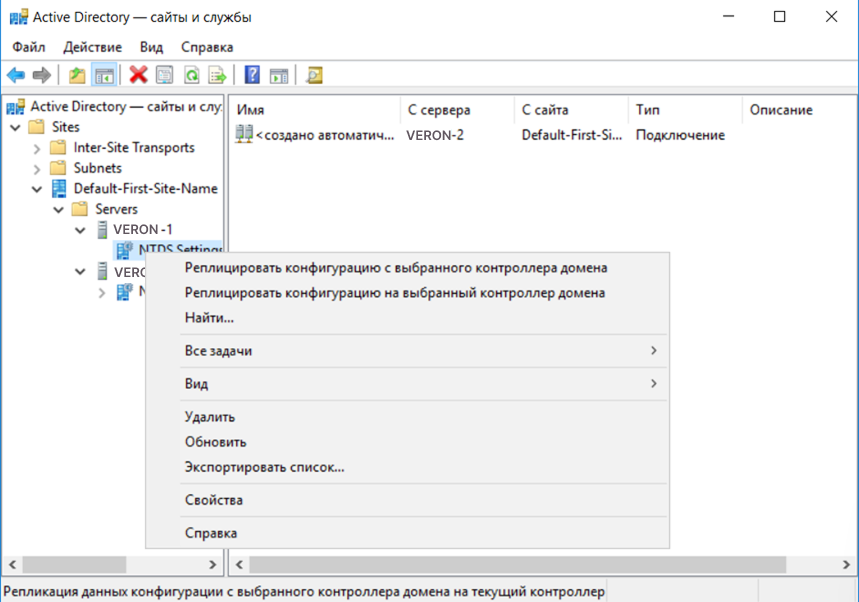 Active Directory — сайты и службы
Файл Действие Вид Справка
Active Directory — сайты и слу
Sites
Inter-Site Transports
Subnets
Default-First-Site-Name
Servers
VERON -1
NTDS Settings
VERO
N
Имя С сервера С сайта Тип Описание
<создано автоматич... VERON-2 Default-First-Si... Подключение
Реплицировать конфигурацию с выбранного контроллера домена
Реплицировать конфигурацию на выбранный контроллер домена
Найти...
Все задачи
Вид
Удалить
Обновить
Экспортировать список...
Свойства
Справка
Репликация данных конфигурации с выбранного контроллера домена на текущий контроллер